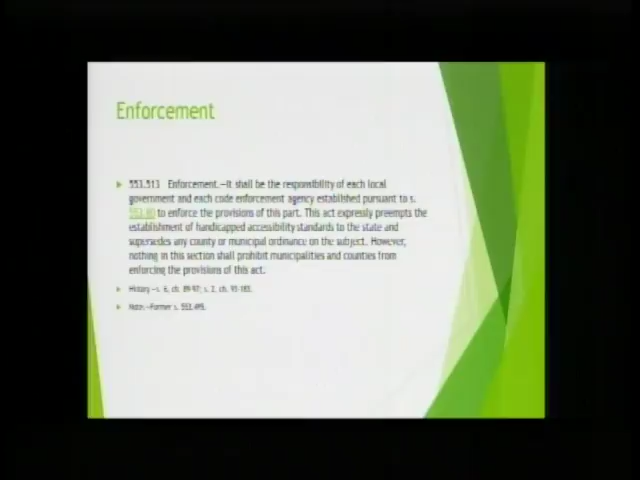 Enforcement
553.513 Enforcement.—It shall be the responsibility of each local
government and each code enforcement agency established pursuant to s.
553.80 to enforce the provisions of this part. This act expressly preempts the
establishment of handicapped accessibility standards to the state and
supersedes any county or municipal ordinance on the subject. However,
nothing in this section shall prohibit municipalities and counties from
enforcing the provisions of this act.
History.—s. 6, ch. 89-97; s. 2, ch. 93-183.
Note.—Former s. 553.495.